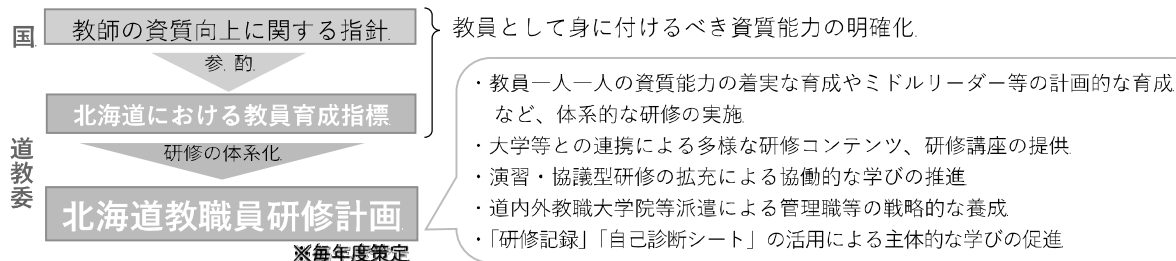 国
教師の資質向上に関する指針
教員として身に付けるべき資質能力の明確化
参 酌
北海道における教員育成指標
道教委
研修の体系化
北海道教職員研修計画
※毎年度策定
・教員一人一人の資質能力の着実な育成やミドルリーダー等の計画的な育成
など、体系的な研修の実施
・大学等との連携による多様な研修コンテンツ、研修講座の提供
・演習・協議型研修の拡充による協働的な学びの推進
・道内外教職大学院等派遣による管理職等の戦略的な養成
・「研修記録」「自己診断シート」の活用による主体的な学びの促進